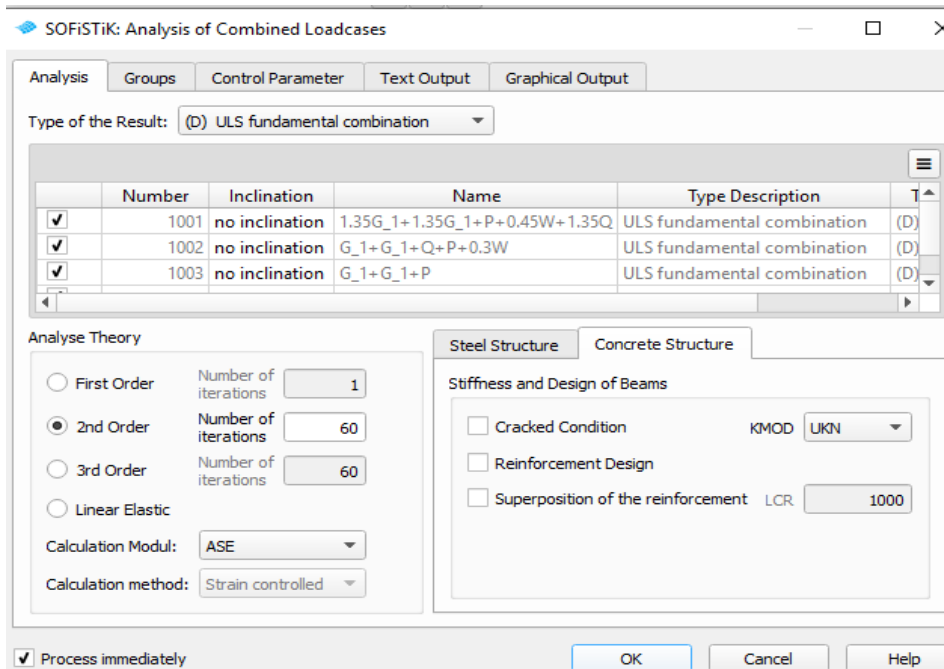 SOFiSTiK: Analysis of Combined Loadcases
Analysis Groups Control Parameter Text Output Graphical Output
Type of the Result: (D) ULS fundamental combination
Number Inclination Name Type Description
1001 no inclination 1.35G_1+1.35G_1+P+0.45W+1.35Q ULS fundamental combination (D)
1002 no inclination G_1+G_1+Q+P+0.3W ULS fundamental combination (D)
1003 no inclination G_1+G_1+P ULS fundamental combination (D)
Analyse Theory
First Order Number of iterations 1
2nd Order Number of iterations 60
3rd Order Number of iterations 60
Linear Elastic
Calculation Modul: ASE
Calculation method: Strain controlled
Steel Structure Concrete Structure
Stiffness and Design of Beams
Cracked Condition KMOD UKN
Reinforcement Design
Superposition of the reinforcement LCR 1000
Process immediately OK Cancel Help